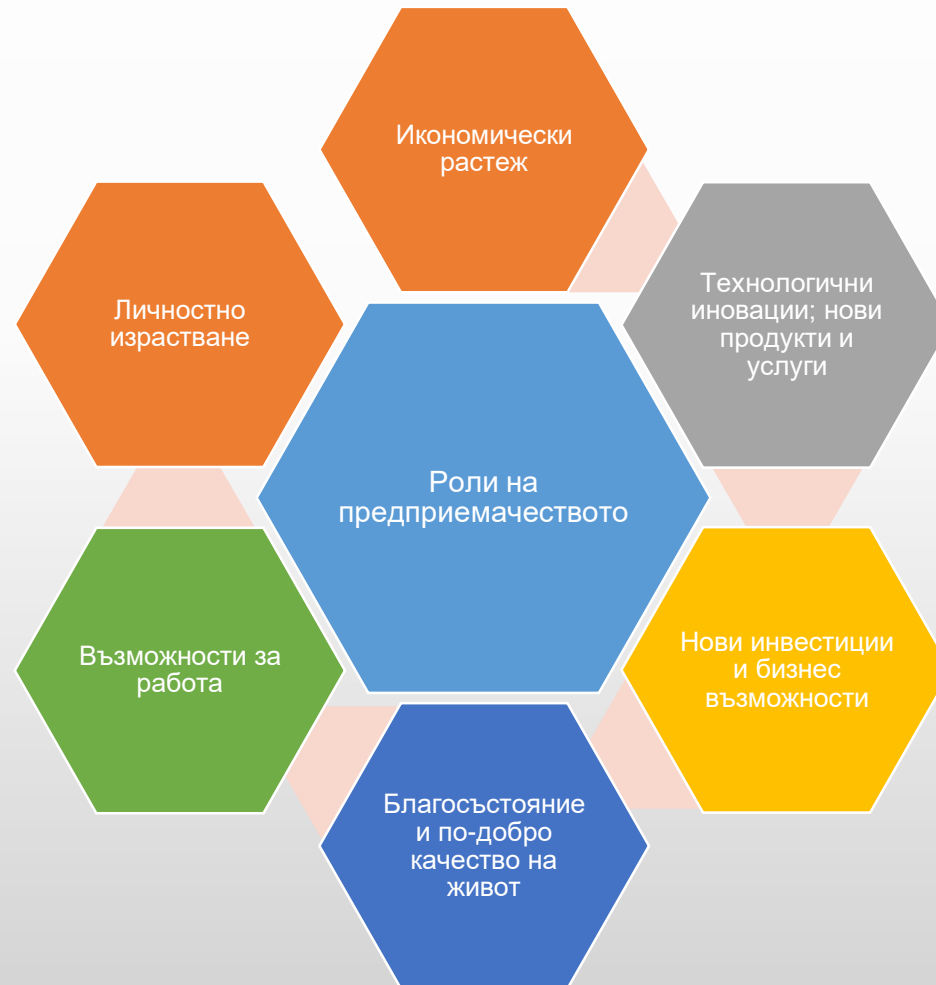 Икономически
растеж
Технологични
иновации; нови
продукти и
услуги
Личностно
израстване
Роли на
предприемачеството
Нови инвестиции
и бизнес
възможности
Възможности за
работа
Благосъстояние
и по-добро
качество на
живот